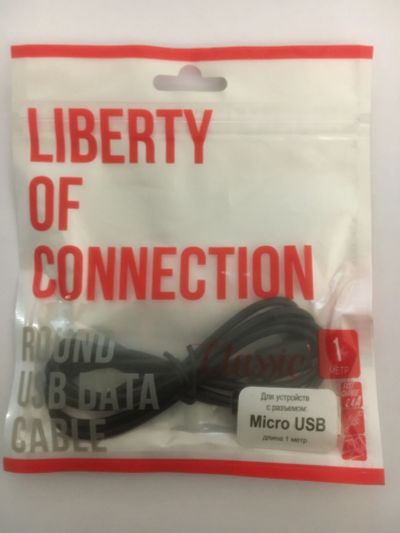 LIBERTY
OF
CONNECTION
ROUND
USB DATA
CABLE
Classic
1
МЕТР
Для устройств
с разъемом:
Micro USB
длина 1 метр